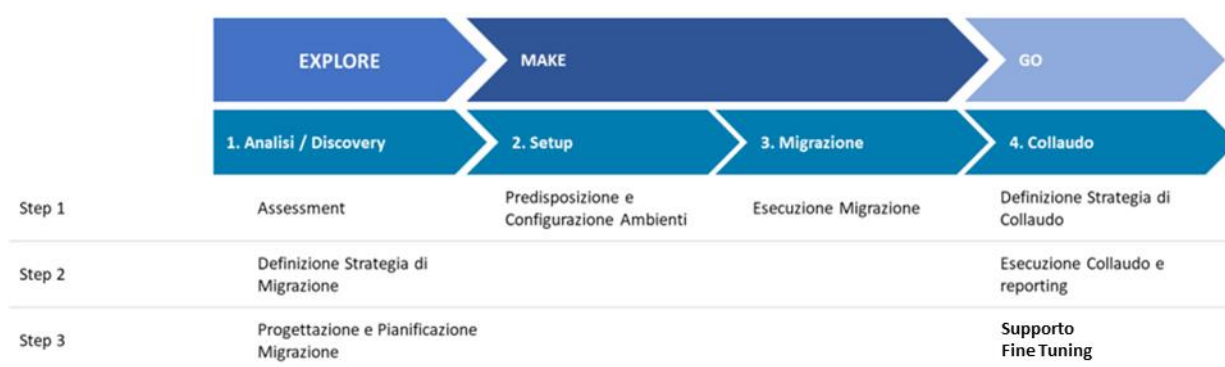 EXPLORE
MAKE
GO
1. Analisi / Discovery
2. Setup
3. Migrazione
4. Collaudo
Step 1
Assessment
Predisposizione e
Configurazione Ambienti
Esecuzione Migrazione
Definizione Strategia di
Collaudo
Step 2
Definizione Strategia di
Migrazione
Esecuzione Collaudo e
reporting
Step 3
Progettazione e Pianificazione
Migrazione
Supporto
Fine Tuning